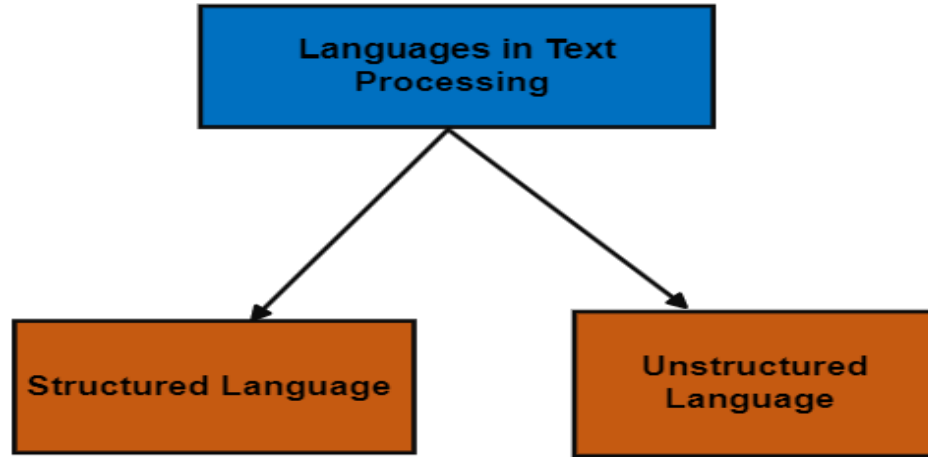 Languages in Text
Processing
Structured Language
Unstructured
Language